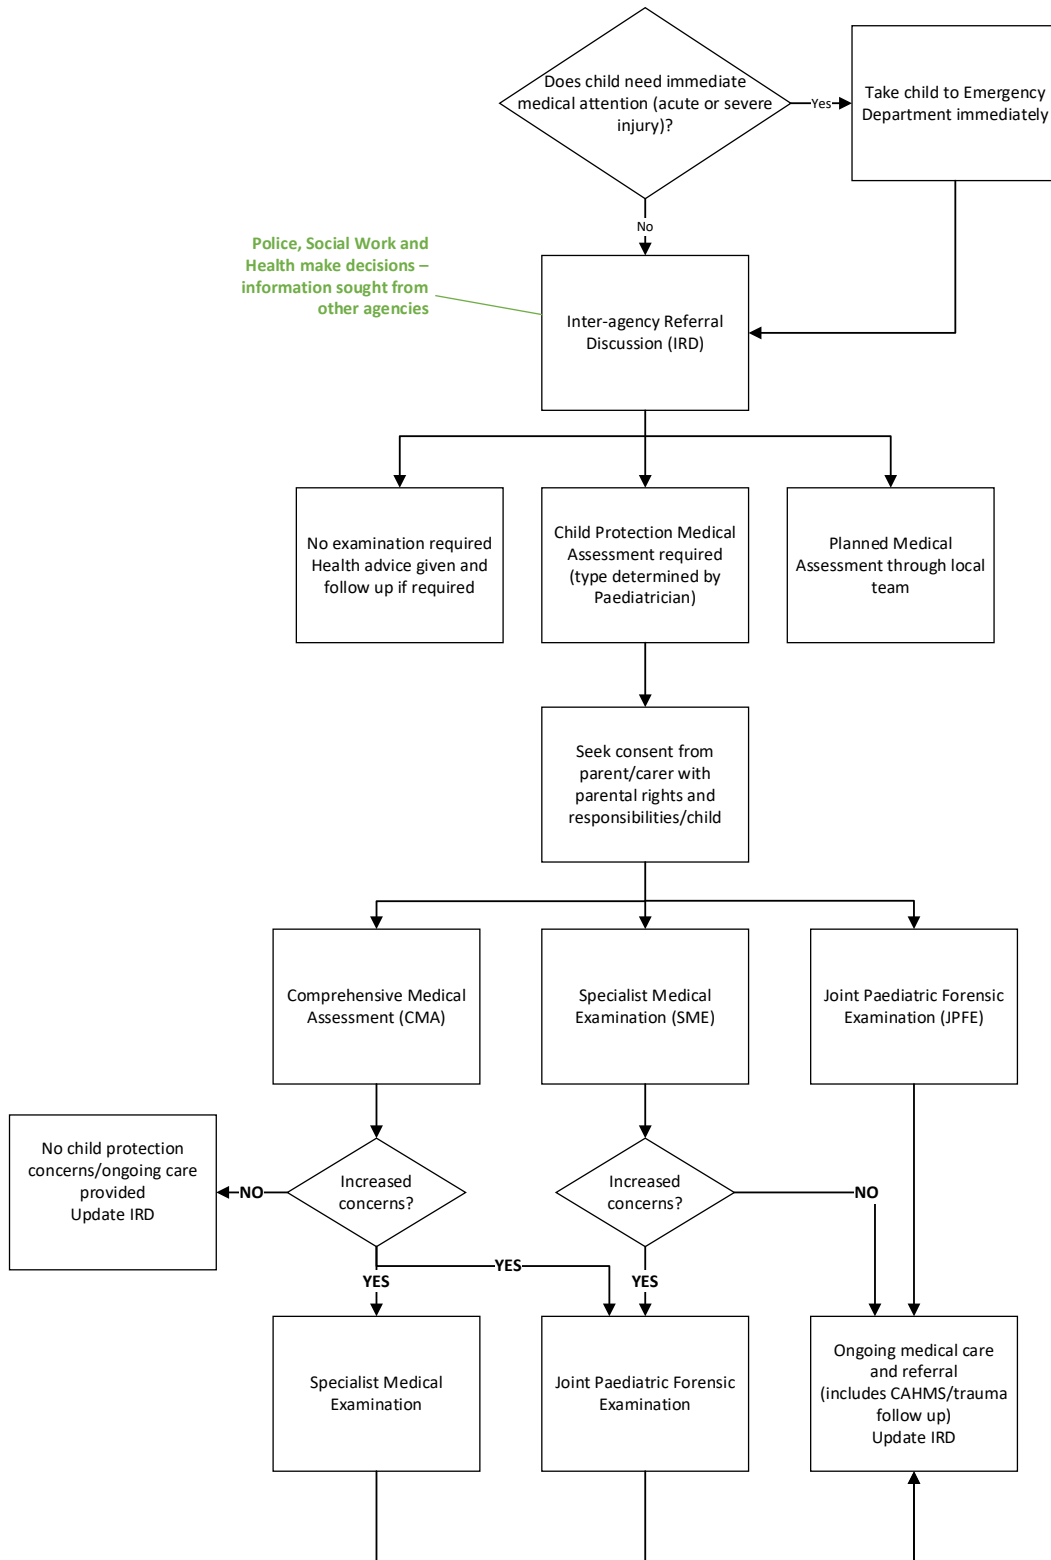 Does child need immediate
medical attention (acute or severe
injury)?
Yes
Take child to Emergency
Department immediately
No
Police, Social Work and
Health make decisions –
information sought from
other agencies
Inter-agency Referral
Discussion (IRD)
No examination required
Health advice given and
follow up if required
Child Protection Medical
Assessment required
(type determined by
Paediatrician)
Planned Medical
Assessment through local
team
Seek consent from
parent/carer with
parental rights and
responsibilities/child
Comprehensive Medical
Assessment (CMA)
Specialist Medical
Examination (SME)
Joint Paediatric Forensic
Examination (JPFE)
No child protection
concerns/ongoing care
provided
Update IRD
NO
Increased
concerns?
Increased
concerns?
NO
YES
YES
YES
Specialist Medical
Examination
Joint Paediatric Forensic
Examination
Ongoing medical care
and referral
(includes CAHMS/trauma
follow up)
Update IRD